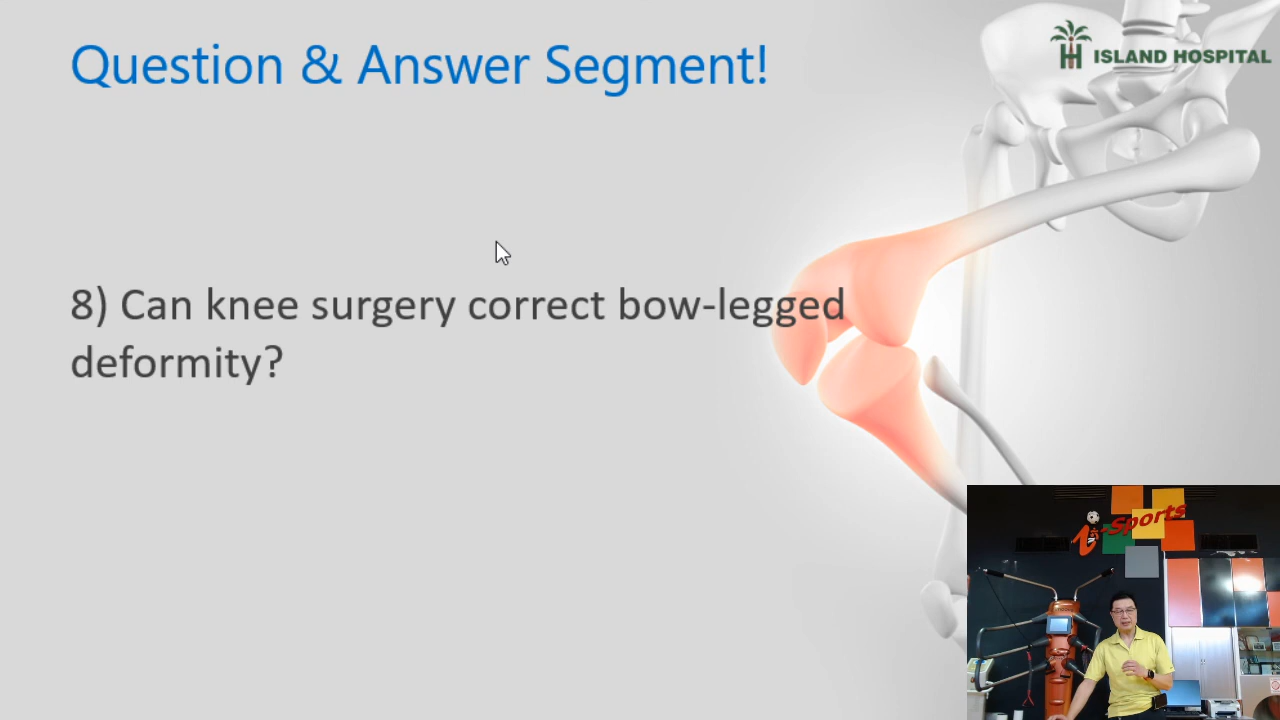 Question & Answer Segment!
ISLAND HOSPITAL
8) Can knee surgery correct bow-legged
deformity?
i-Sports